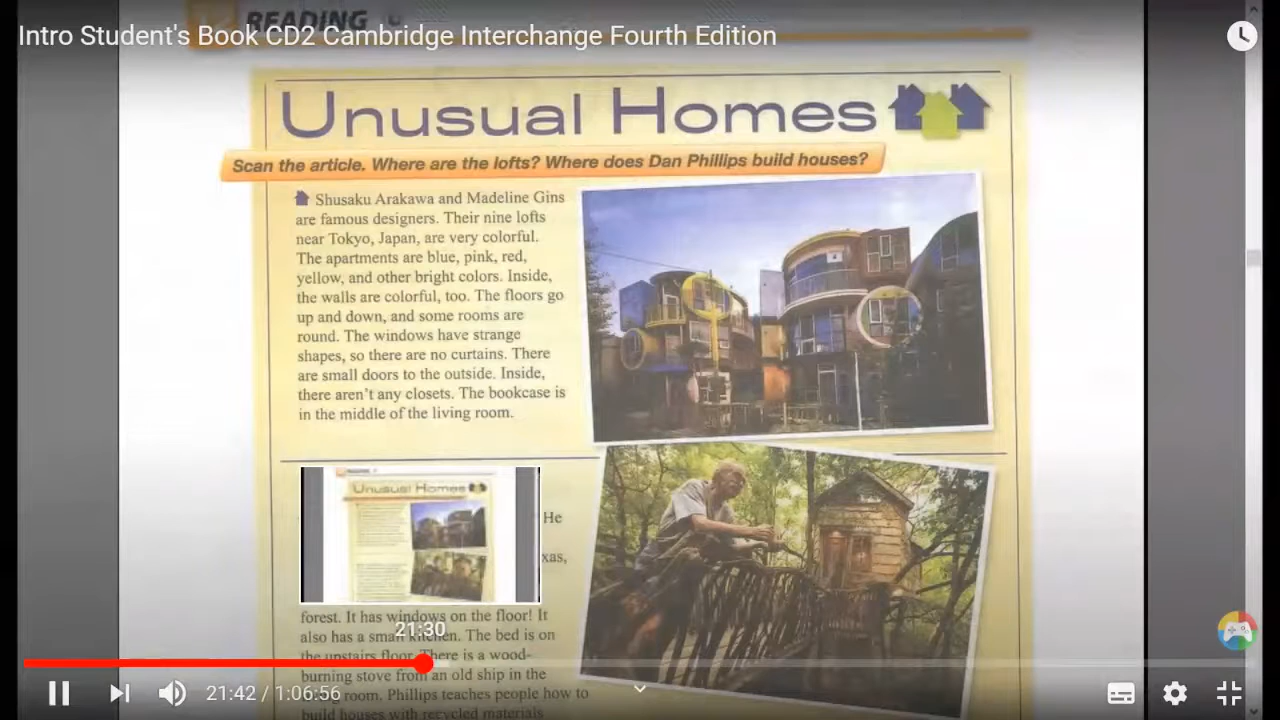 READING
Intro Student's Book CD2 Cambridge Interchange Fourth Edition
Unusual Homes
Scan the article. Where are the lofts? Where does Dan Phillips build houses?
Shusaku Arakawa and Madeline Gins
are famous designers. Their nine lofts
near Tokyo, Japan, are very colorful.
The apartments are blue, pink, red,
yellow, and other bright colors. Inside,
the walls are colorful, too. The floors go
up and down, and some rooms are
round. The windows have strange
shapes, so there are no curtains. There
are small doors to the outside. Inside,
there aren't any closets. The bookcase is
in the middle of the living room.
Unusual Homes
He
xas,
forest. It has windows on the floor! It
also has a small kitchen. The bed is on
21:30
the upstairs floor. There is a wood-
burning stove from an old ship in the
room. Phillips teaches people how to
build houses with recycled materials
21:42 / 1:06:56